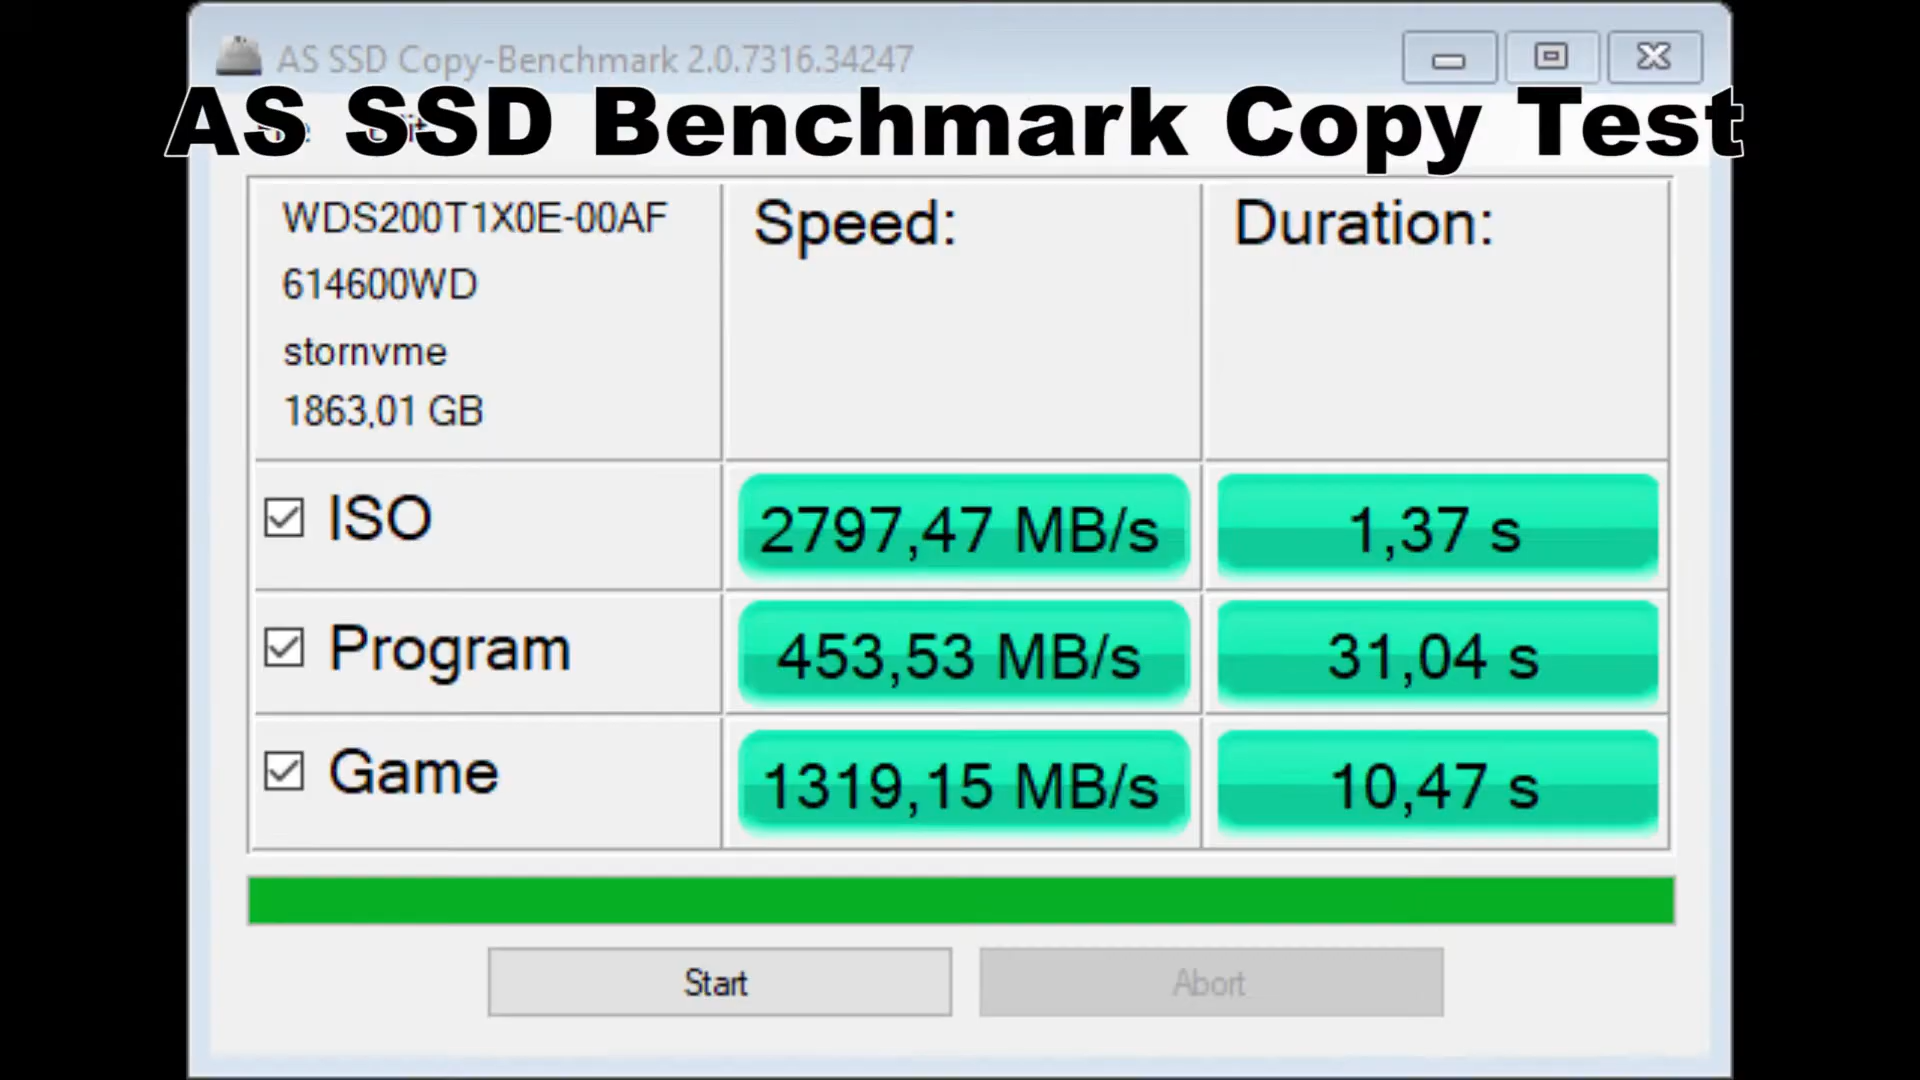 AS SSD Copy-Benchmark 2.0.7316.34247
AS SSD Benchmark Copy Test
WDS200T1X0E-00AF
614600WD
stornvme
1863,01 GB
Speed:
Duration:
ISO
2797,47 MB/s
1,37 s
Program
453,53 MB/s
31,04 s
Game
1319,15 MB/s
10,47 s
Start
Abort